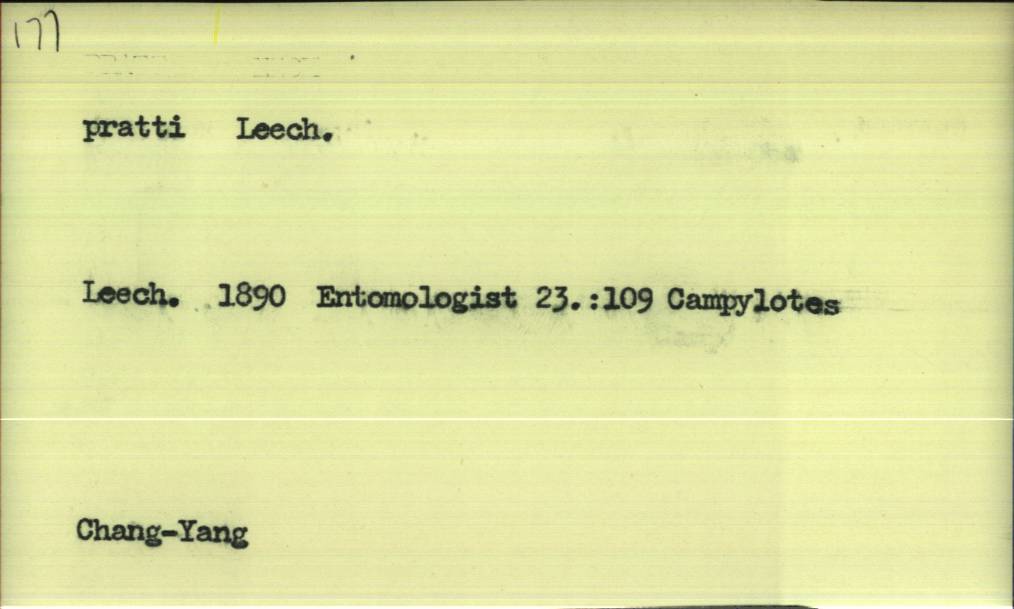 177
pratti Leech.
Leech. 1890 Entomologist 23.:109 Campylotes
Chang-Yang